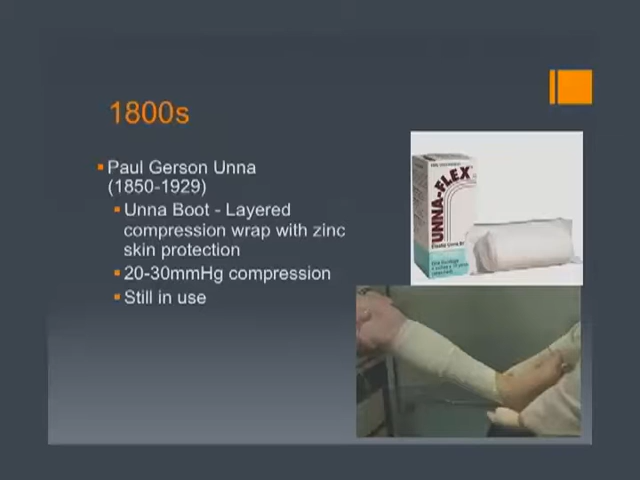 1800s
Paul Gerson Unna
(1850-1929)
Unna Boot - Layered
compression wrap with zinc
skin protection
20-30mmHg compression
Still in use
UNNA-FLEX